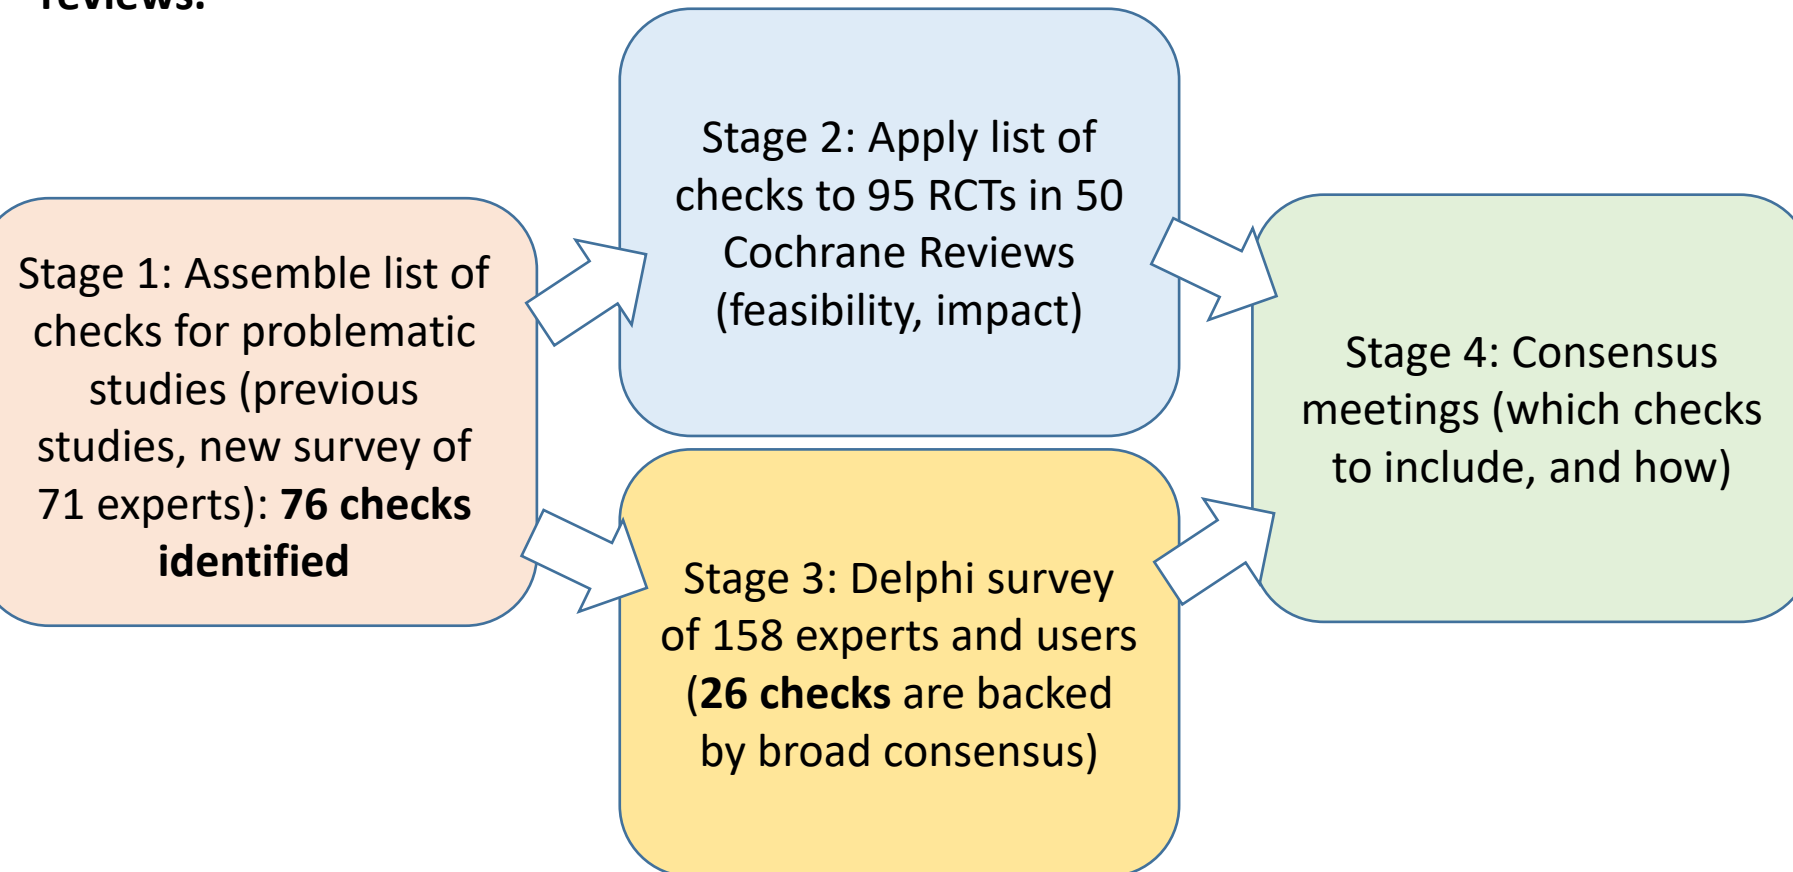 reviews.
Stage 1: Assemble list of
checks for problematic
studies (previous
studies, new survey of
71 experts): 76 checks
identified
Stage 2: Apply list of
checks to 95 RCTs in 50
Cochrane Reviews
(feasibility, impact)
Stage 3: Delphi survey
of 158 experts and users
(26 checks are backed
by broad consensus)
Stage 4: Consensus
meetings (which checks
to include, and how)